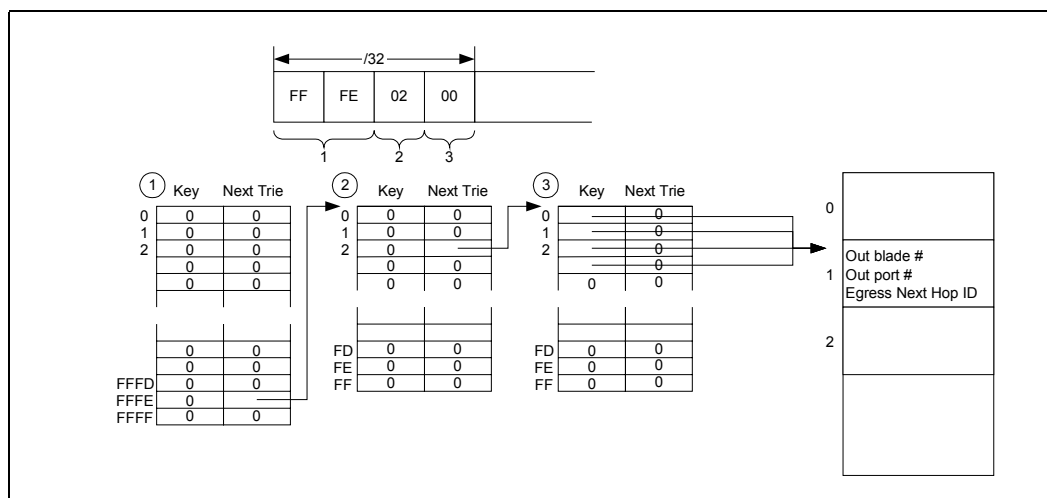 /32
FF FE 02 00
1 2 3
1 Key Next Trie
0 0 0
1 0 0
2 0 0
0 0
0 0
0 0
0 0
FFFD 0 0
FFFE 0
FFFF 0 0
2 Key Next Trie
0 0 0
1 0 0
2 0
0 0
0 0
FD 0 0
FE 0 0
FF 0 0
3 Key Next Trie
0 0
1 0
2 0
0
0 0
FD 0 0
FE 0 0
FF 0 0
0
1 Out blade #
Out port #
Egress Next Hop ID
2